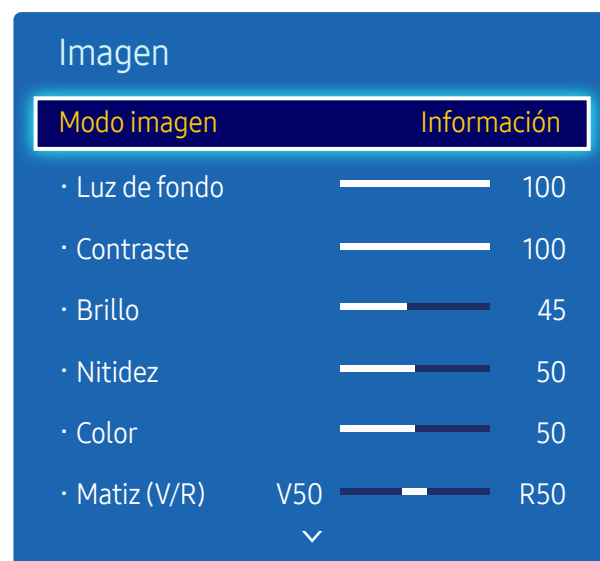 Imagen
Modo imagen Información
· Luz de fondo 100
· Contraste 100
· Brillo 45
· Nitidez 50
· Color 50
· Matiz (V/R) V50 R50